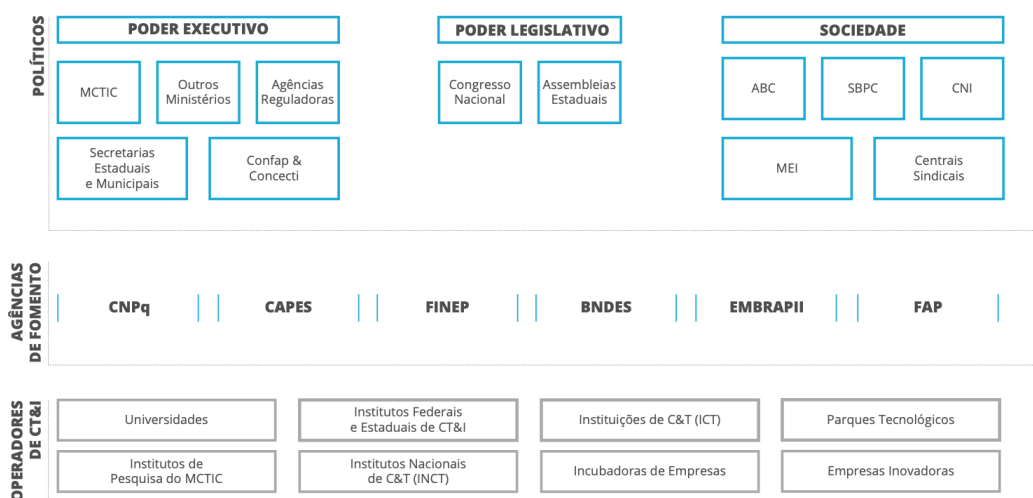 POLÍTICOS
PODER EXECUTIVO
PODER LEGISLATIVO
SOCIEDADE
MCTIC
Outros
Ministérios
Agências
Reguladoras
Congresso
Nacional
Assembleias
Estaduais
ABC
SBPC
CNI
Secretarias
Estaduais
e Municipais
Confap &
Concecti
MEI
Centrais
Sindicais
AGÊNCIAS
DE FOMENTO
CNPq
CAPES
FINEP
BNDES
EMBRAPII
FAP
OPERADORES
DE CT&I
Universidades
Institutos Federais
e Estaduais de CT&I
Instituições de C&T (ICT)
Parques Tecnológicos
Institutos de
Pesquisa do MCTIC
Institutos Nacionais
de C&T (INCT)
Incubadoras de Empresas
Empresas Inovadoras